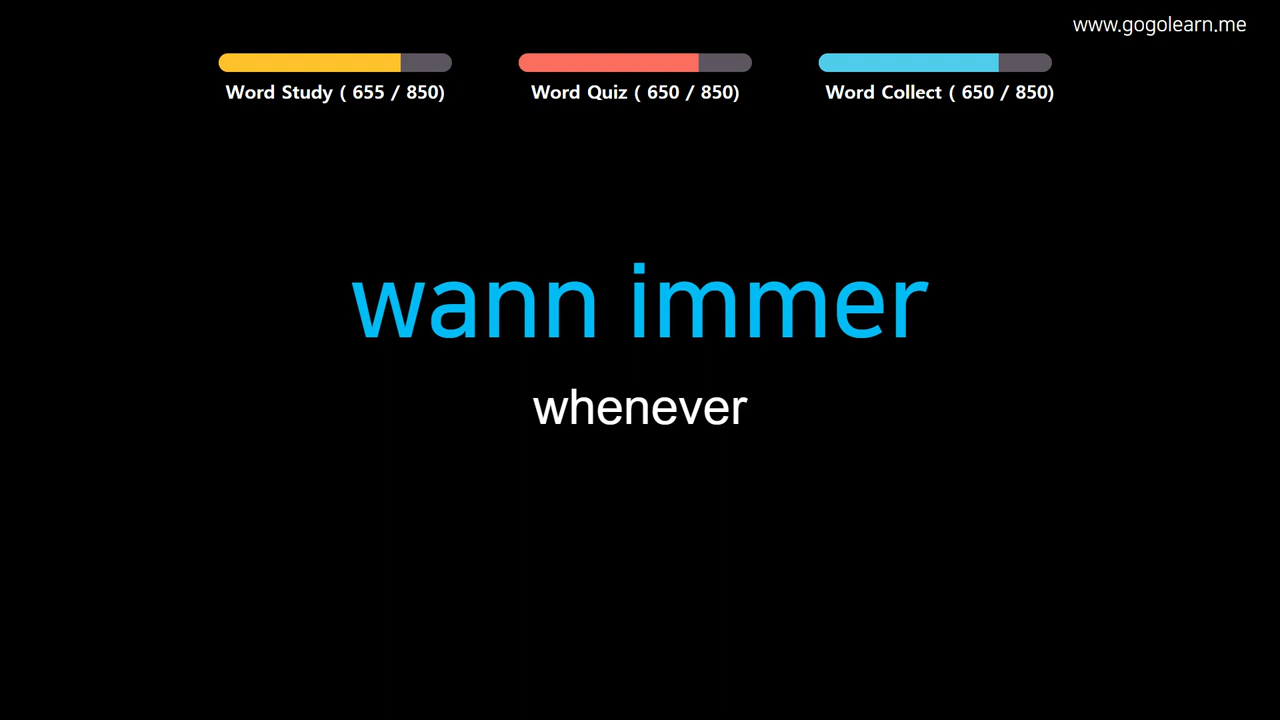 www.gogolearn.me
Word Study ( 655 / 850)
Word Quiz ( 650 / 850)
Word Collect ( 650 / 850)
wann immer
whenever